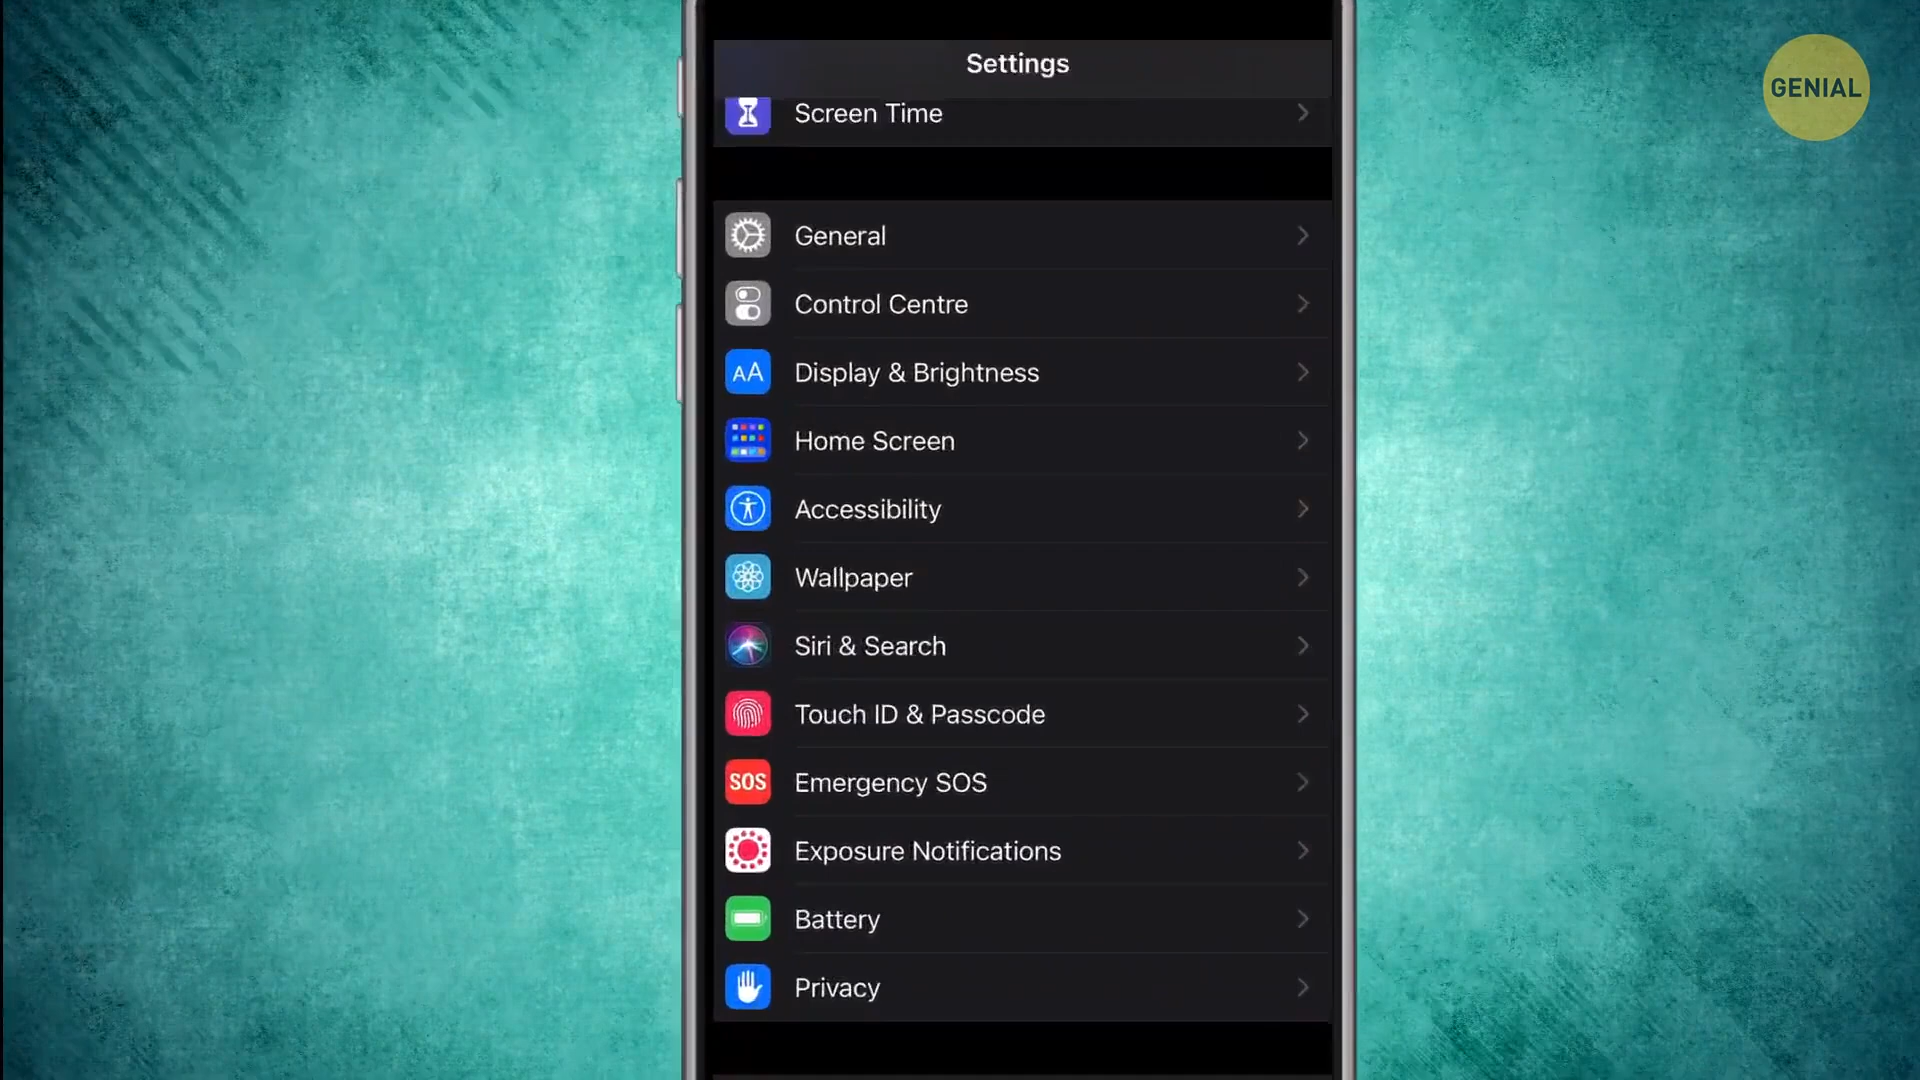 Settings
GENIAL
Screen Time
General
Control Centre
AA Display & Brightness
Home Screen
Accessibility
Wallpaper
Siri & Search
Touch ID & Passcode
SOS Emergency SOS
Exposure Notifications
Battery
Privacy